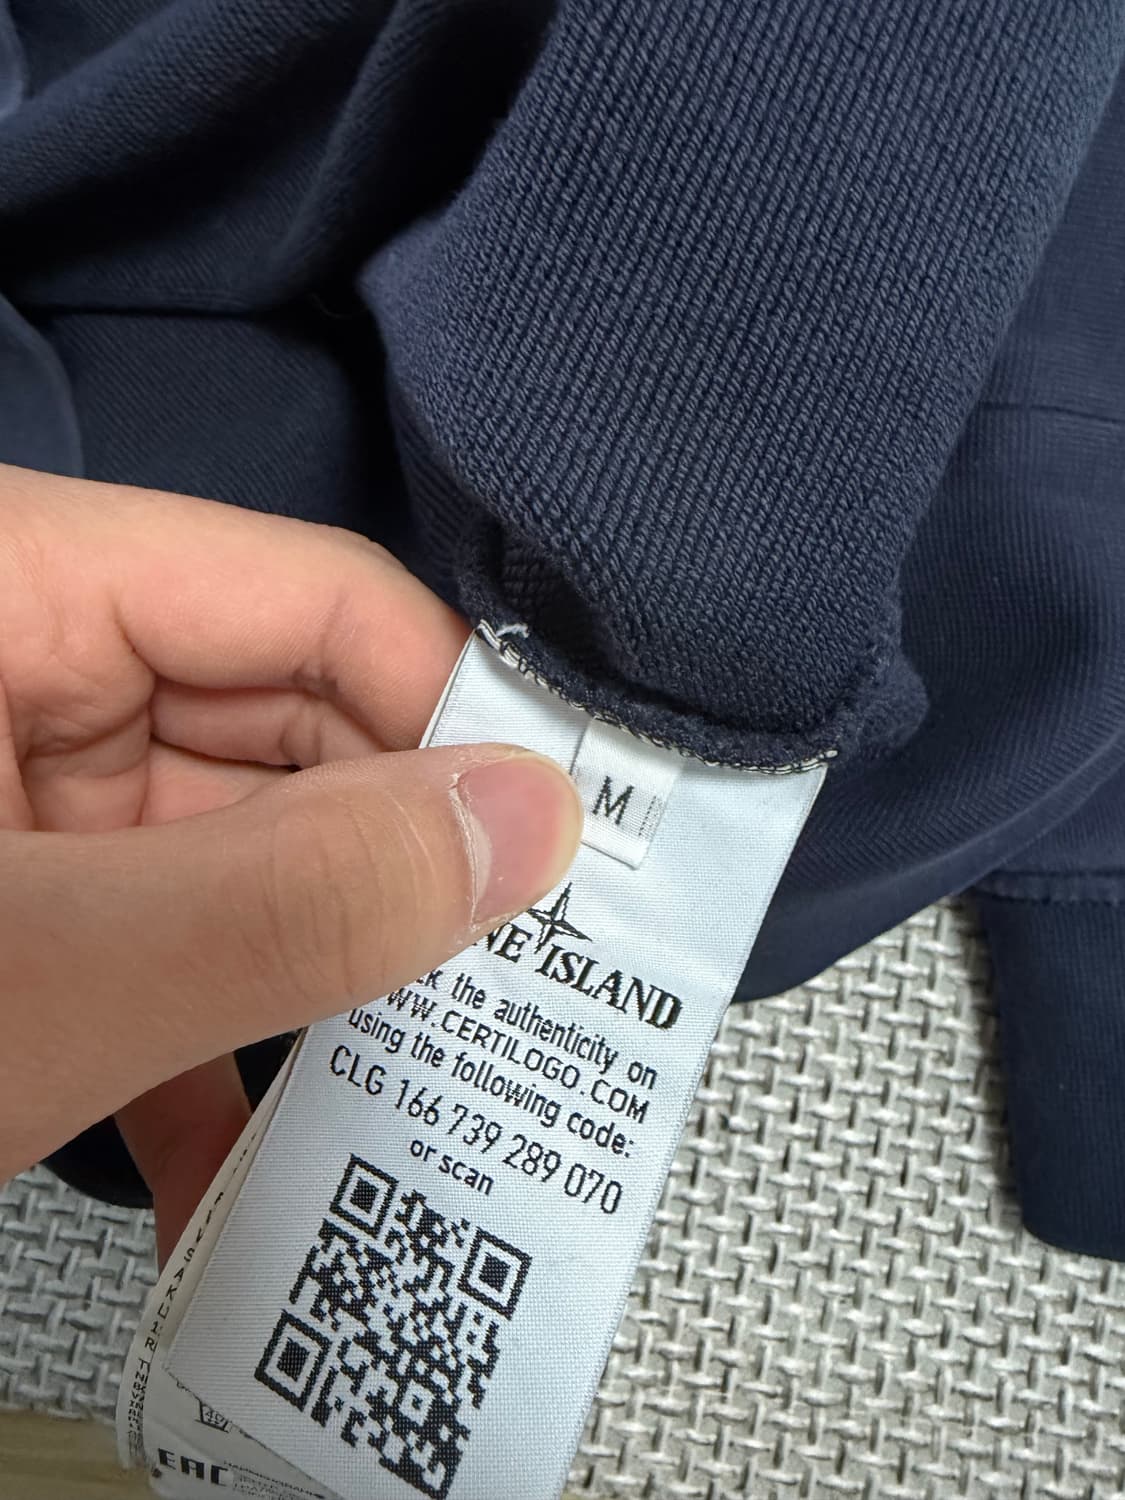 M
NE ISLAND
the authenticity on
WWW.CERTILOGO.COM
using the following code:
CLG 166 739 289 070
or scan
EAC